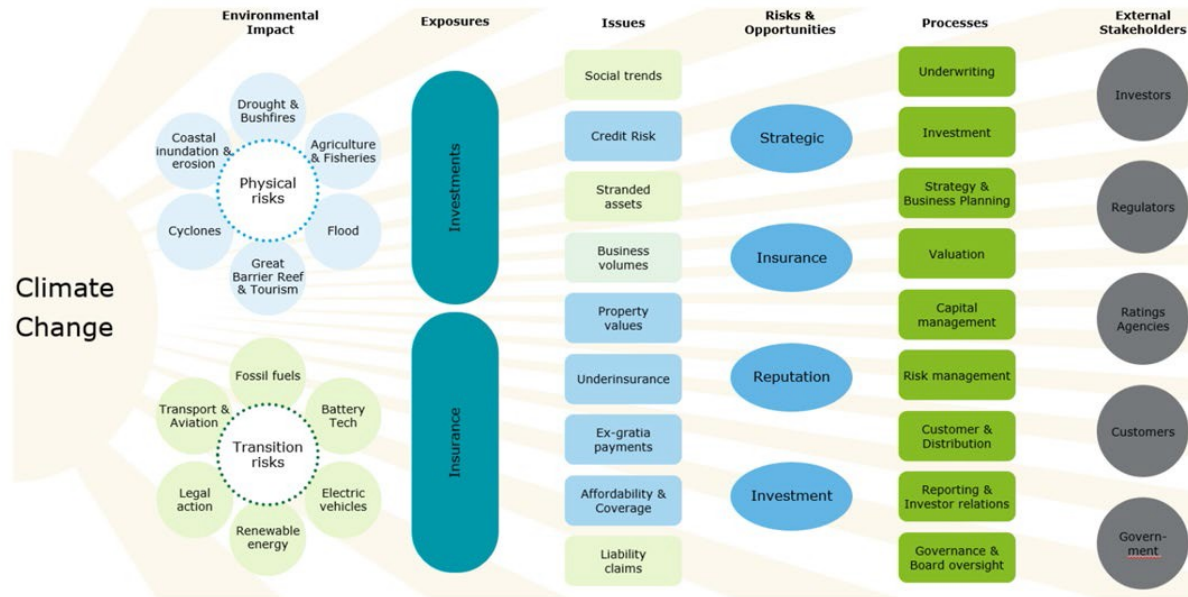 Environmental
Impact
Exposures
Issues
Risks &
Opportunities
Processes
External
Stakeholders
Climate
Change
Physical
risks
Drought &
Bushfires
Agriculture
& Fisheries
Flood
Great
Barrier Reef
& Tourism
Cyclones
Coastal
inundation &
erosion
Transition
risks
Fossil fuels
Battery
Tech
Electric
vehicles
Renewable
energy
Legal
action
Transport &
Aviation
Investments
Insurance
Social trends
Credit Risk
Stranded
assets
Business
volumes
Property
values
Underinsurance
Ex-gratia
payments
Affordability &
Coverage
Liability
claims
Strategic
Insurance
Reputation
Investment
Underwriting
Investment
Strategy &
Business Planning
Valuation
Capital
management
Risk management
Customer &
Distribution
Reporting &
Investor relations
Governance &
Board oversight
Investors
Regulators
Ratings
Agencies
Customers
Govern-
ment